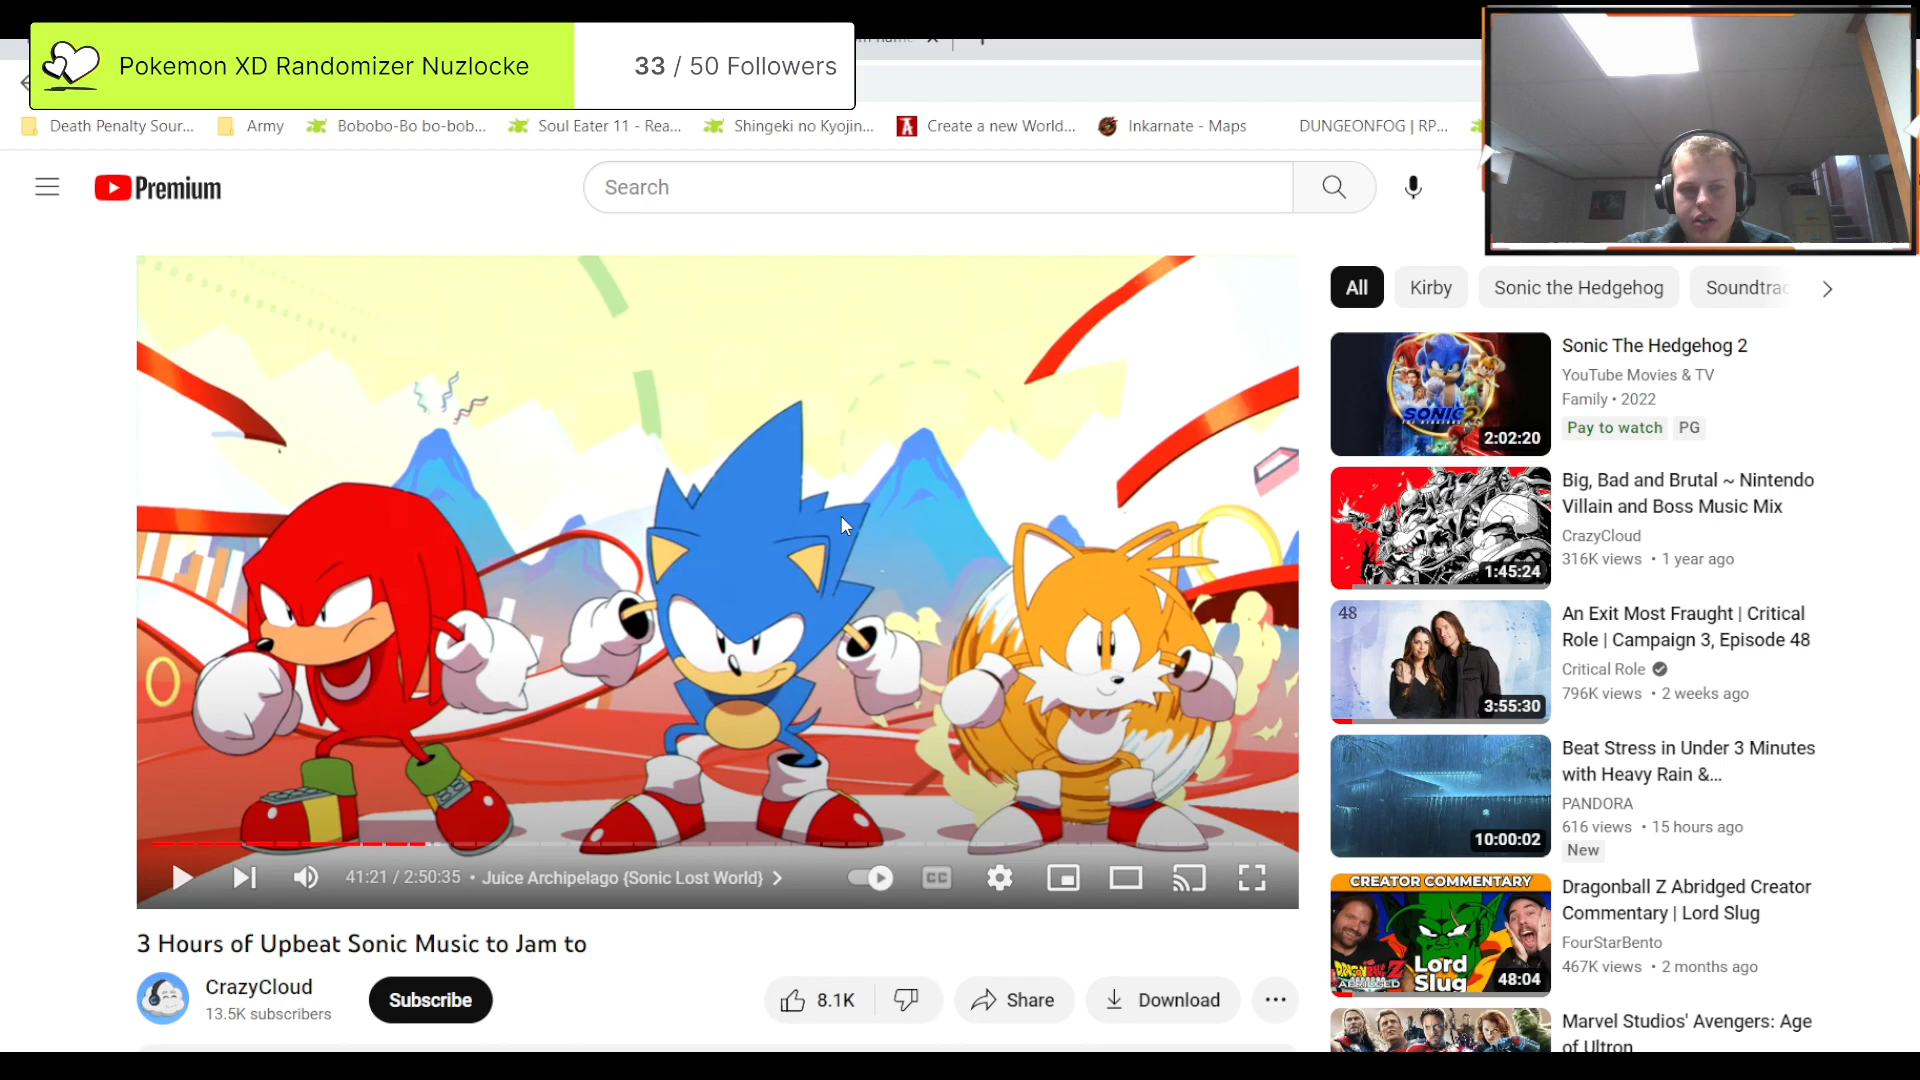 Pokemon XD Randomizer Nuzlocke
33 / 50 Followers
Death Penalty Sour...
Army
Bobobo-Bo bo-bob...
Soul Eater 11 - Rea...
Shingeki no Kyojin...
Create a new World...
Inkarnate - Maps
DUNGEONFOG | RP...
Premium
Search
All
Kirby
Sonic the Hedgehog
Soundtrac
Sonic The Hedgehog 2
YouTube Movies & TV
Family • 2022
Pay to watch
PG
SONIC 2
2:02:20
Big, Bad and Brutal ~ Nintendo
Villain and Boss Music Mix
CrazyCloud
316K views • 1 year ago
1:45:24
48
An Exit Most Fraught | Critical
Role | Campaign 3, Episode 48
Critical Role
796K views • 2 weeks ago
3:55:30
Beat Stress in Under 3 Minutes
with Heavy Rain &...
PANDORA
616 views • 15 hours ago
New
10:00:02
CREATOR COMMENTARY
DRAGONBALL Z
ABRIDGED
Lord
Slug
48:04
Dragonball Z Abridged Creator
Commentary | Lord Slug
FourStarBento
467K views • 2 months ago
Marvel Studios' Avengers: Age
of Ultron
41:21 / 2:50:35 • Juice Archipelago {Sonic Lost World}
CC
3 Hours of Upbeat Sonic Music to Jam to
CrazyCloud
13.5K subscribers
Subscribe
8.1K
Share
Download